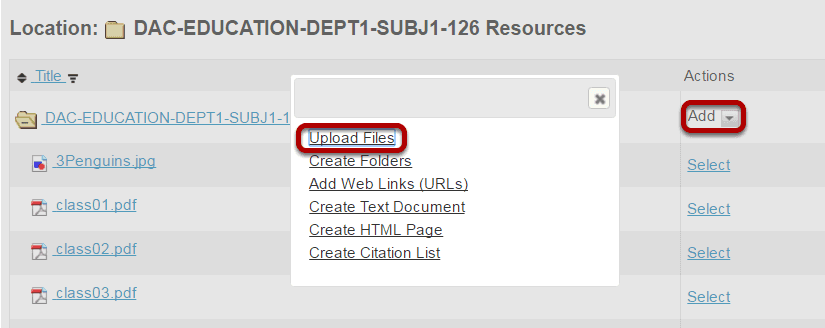 Location: DAC-EDUCATION-DEPT1-SUBJ1-126 Resources
Title
Actions
DAC-EDUCATION-DEPT1-SUBJ1-1
Add
Upload Files
Create Folders
Add Web Links (URLs)
Create Text Document
Create HTML Page
Create Citation List
3Penguins.jpg
Select
class01.pdf
Select
class02.pdf
Select
class03.pdf
Select